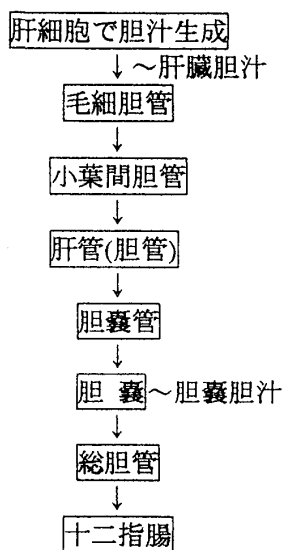 肝細胞で胆汁生成
↓～肝臓胆汁
毛細胆管
↓
小葉間胆管
↓
肝管(胆管)
↓
胆嚢管
↓
胆 嚢～胆嚢胆汁
↓
総胆管
↓
十二指腸